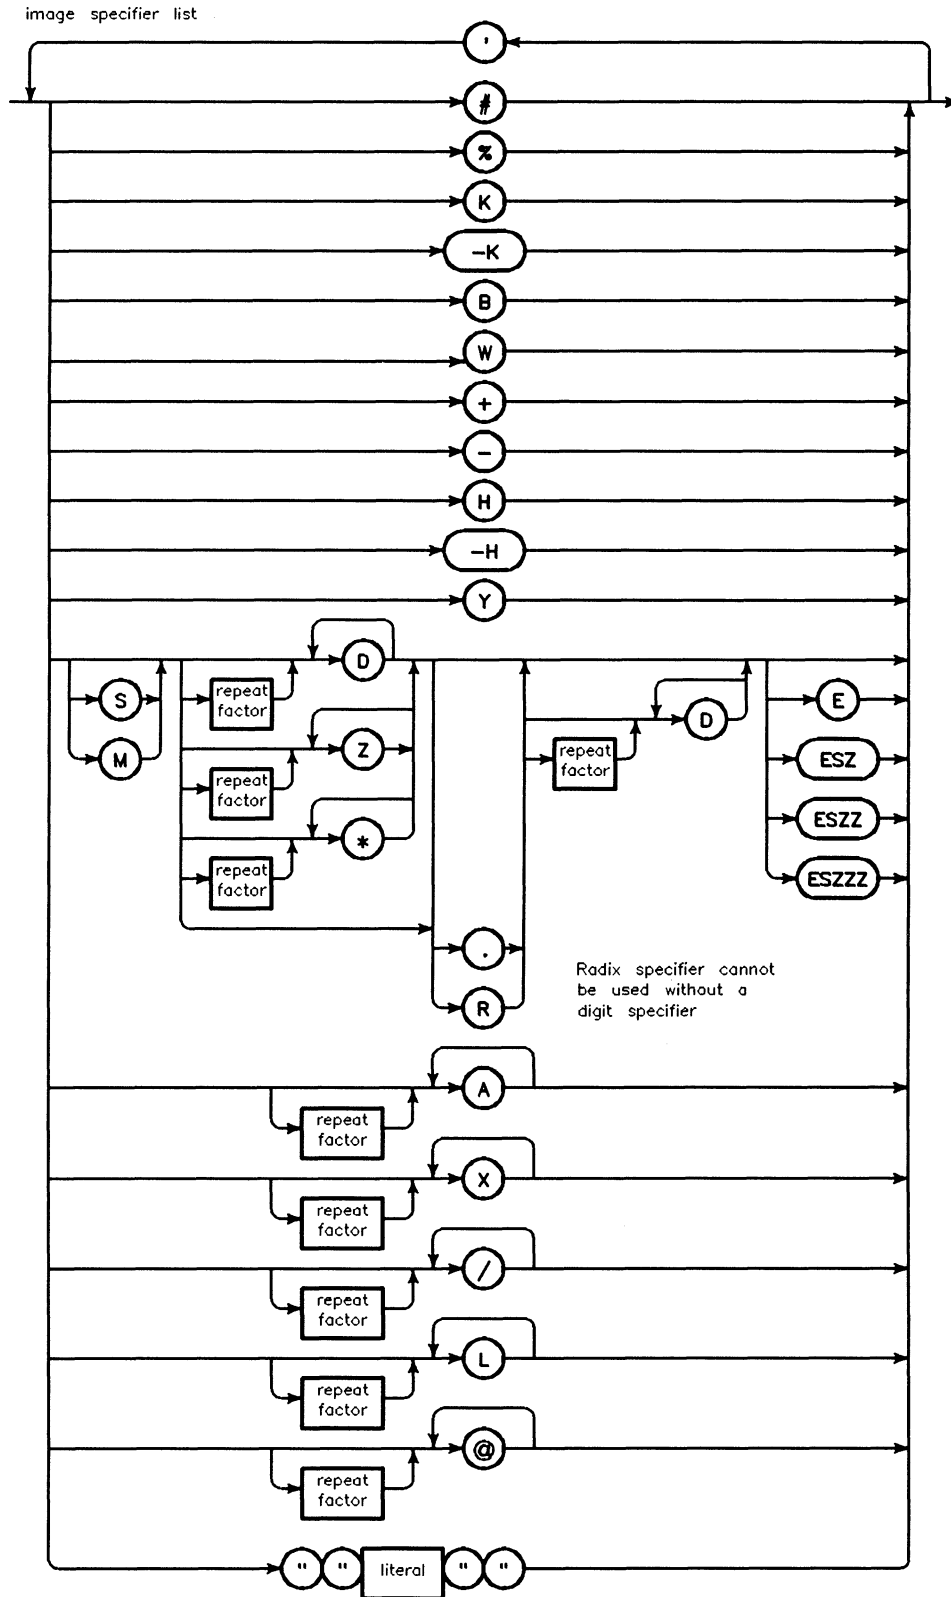 image specifier list
,
#
%
K
-K
B
W
+
-
H
-H
Y
D
repeat
factor
S
M
Z
repeat
factor
*
repeat
factor
D
repeat
factor
E
ESZ
ESZZ
ESZZZ
.
R
Radix specifier cannot
be used without a
digit specifier
A
repeat
factor
X
repeat
factor
/
repeat
factor
L
repeat
factor
@
repeat
factor
" " literal " "